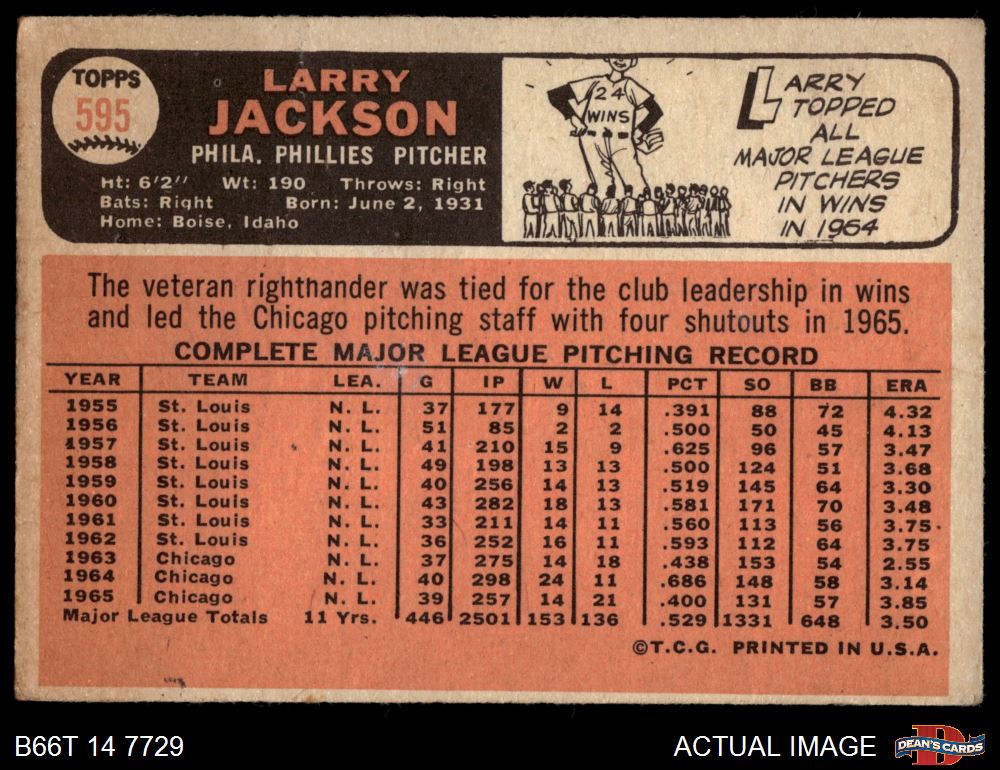 TOPPS
595
LARRY
JACKSON
PHILA. PHILLIES PITCHER
Ht: 6'2" Wt: 190 Throws: Right
Bats: Right Born: June 2, 1931
Home: Boise, Idaho
24
WINS
LARRY
TOPPED
ALL
MAJOR LEAGUE
PITCHERS
IN WINS
IN 1964
The veteran righthander was tied for the club leadership in wins
and led the Chicago pitching staff with four shutouts in 1965.
COMPLETE MAJOR LEAGUE PITCHING RECORD
YEAR TEAM LEA. G IP W L PCT SO BB ERA
1955 St. Louis N. L. 37 177 9 14 .391 88 72 4.32
1956 St. Louis N. L. 51 85 2 2 .500 50 45 4.13
1957 St. Louis N. L. 41 210 15 9 .625 96 57 3.47
1958 St. Louis N. L. 49 198 13 13 .500 124 51 3.68
1959 St. Louis N. L. 40 256 14 13 .519 145 64 3.30
1960 St. Louis N. L. 43 282 18 13 .581 171 70 3.48
1961 St. Louis N. L. 33 211 14 11 .560 113 56 3.75
1962 St. Louis N. L. 36 252 16 11 .593 112 64 3.75
1963 Chicago N. L. 37 275 14 18 .438 153 54 2.55
1964 Chicago N. L. 40 298 24 11 .686 148 58 3.14
1965 Chicago N. L. 39 257 14 21 .400 131 57 3.85
Major League Totals 11 Yrs. 446 2501 153 136 .529 1331 648 3.50
©T.C.G. PRINTED IN U.S.A.
B66T 14 7729
ACTUAL IMAGE
DEAN'S CARDS